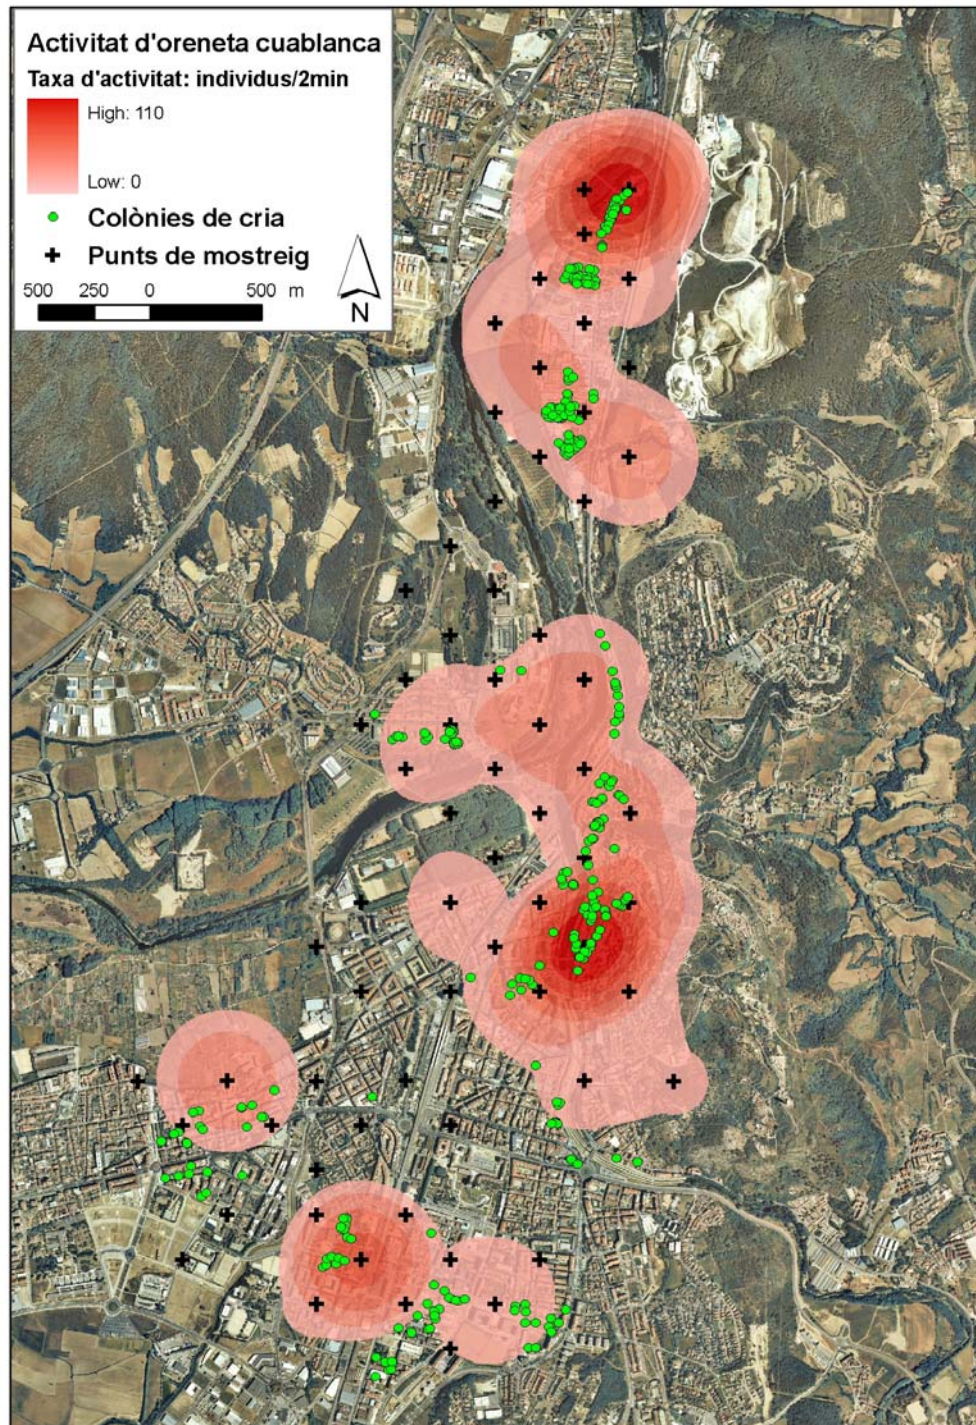 Activitat d'oreneta cuablanca
Taxa d'activitat: individus/2min
High: 110
Low: 0
Colònies de cria
Punts de mostreig
500 250 0 500 m
N